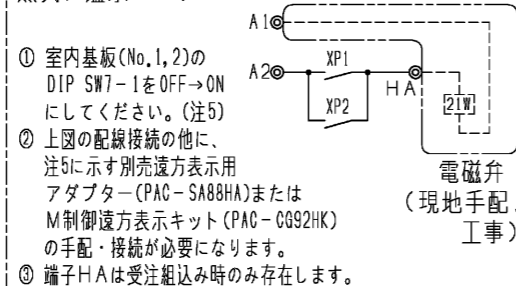 A1
① 室内基板(No.1,2)の
DIP SW7-1をOFF→ON
にしてください。(注5)
A2
XP1
XP2
HA
21W
② 上図の配線接続の他に、
注5に示す別売遠方表示用
アダプター(PAC-SA88HA)または
M制御遠方表示キット(PAC-CG92HK)
の手配・接続が必要になります。
電磁弁
(現地手配
工事)
③ 端子HAは受注組込み時のみ存在します。